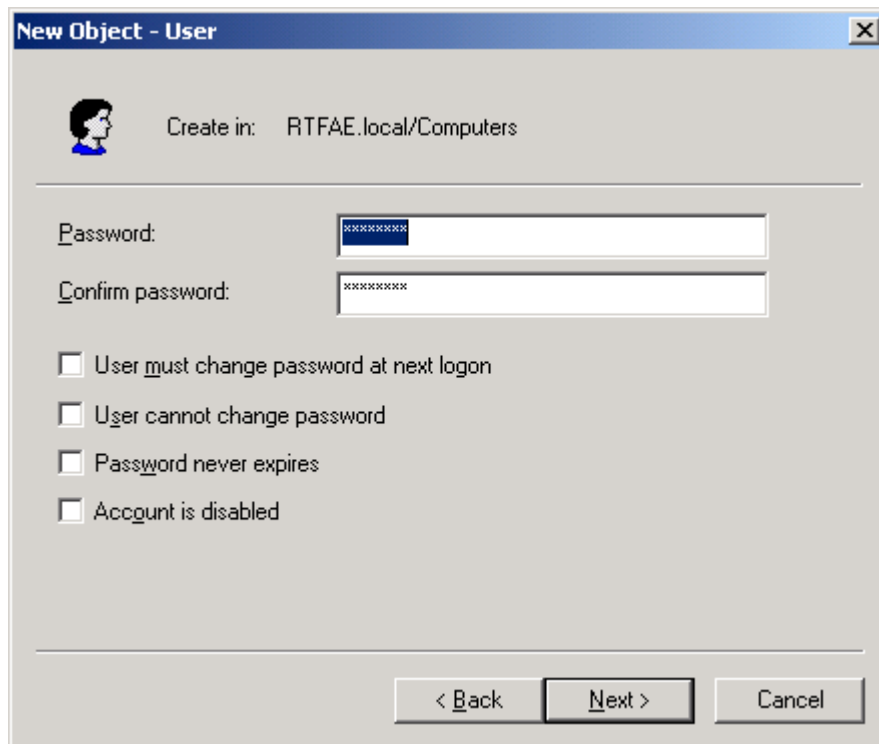 New Object - User
Create in: RTFAE.local/Computers
Password: ********
Confirm password: ********
User must change password at next logon
User cannot change password
Password never expires
Account is disabled
< Back Next > Cancel